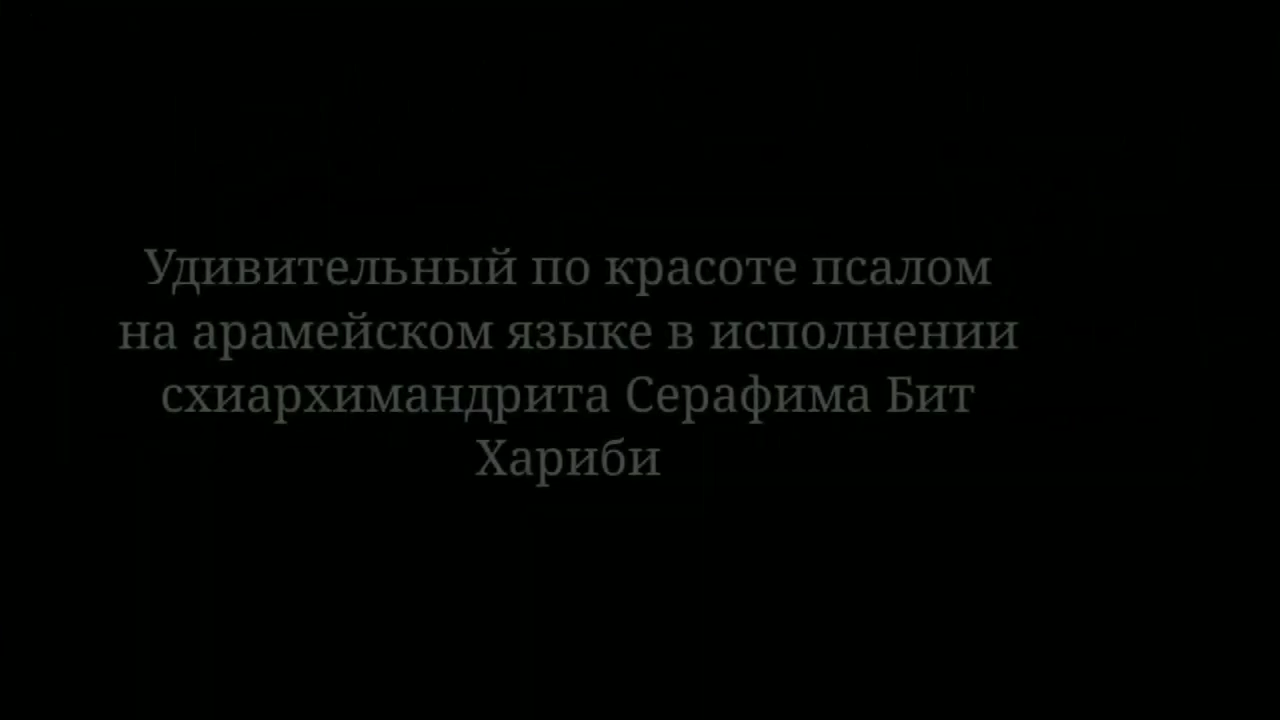 Удивительный по красоте псалом
на арамейском языке в исполнении
схиархимандрита Серафима Бит
Хариби